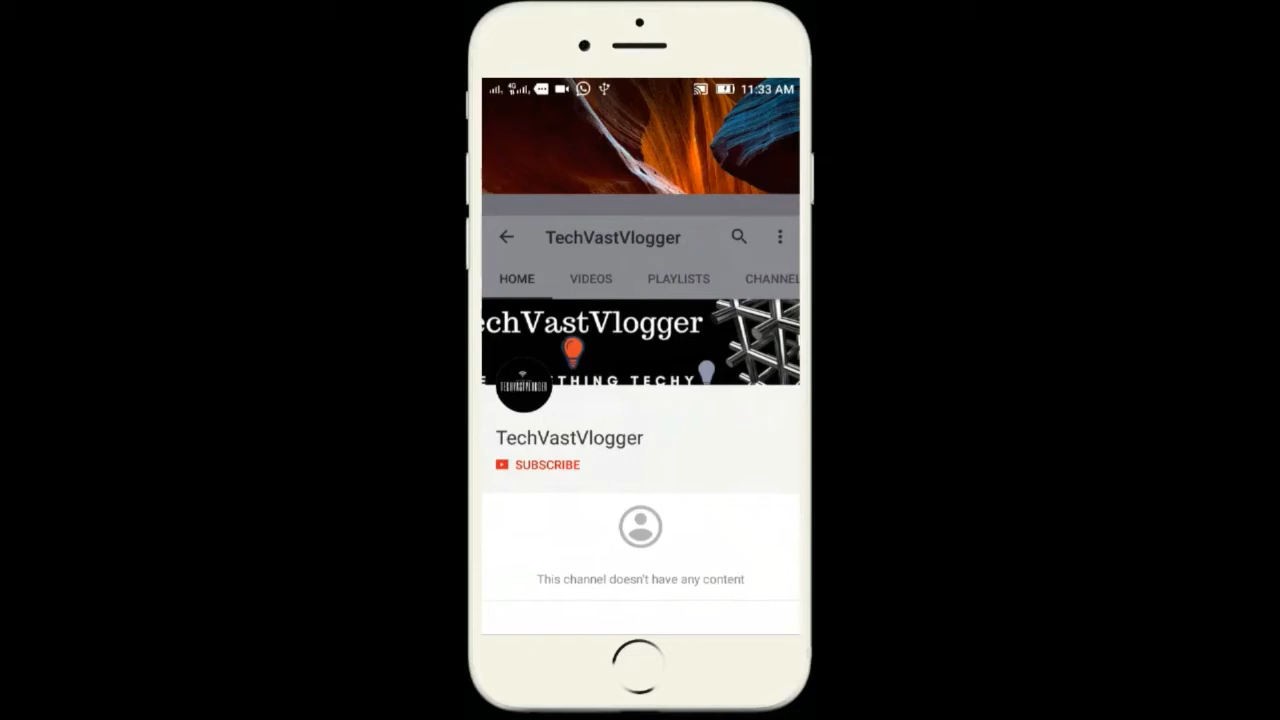 4G 11:33 AM
TechVastVlogger
HOME VIDEOS PLAYLISTS CHANNEL
echVastVlogger
THING TECHY
TechVastVlogger
SUBSCRIBE
This channel doesn't have any content